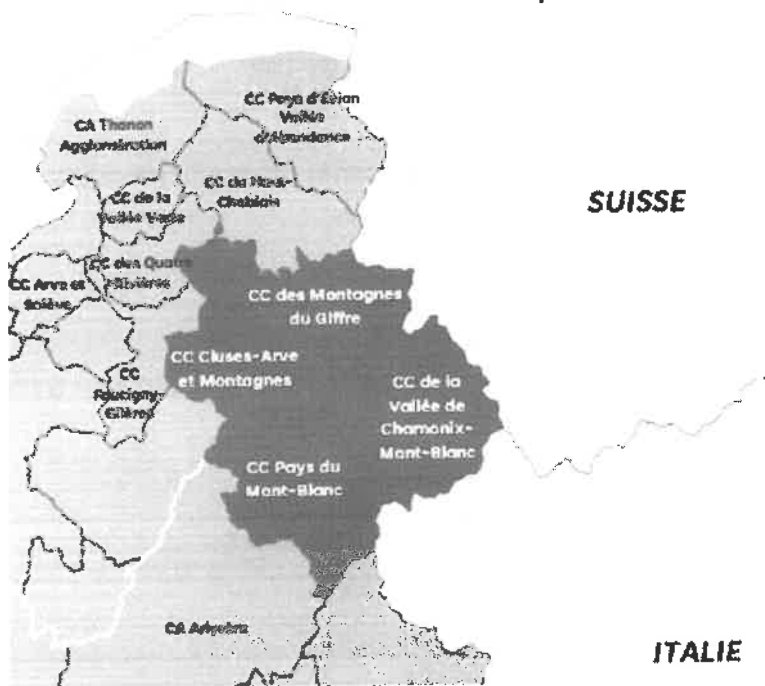 CC Pays d'Evian
Vallée
d'Abondance
CA Thonon
Agglomération
CC du Haut-
Chablais
CC de la
Vallée Verte
SUISSE
CC des Quatre
Rivières
CC Arve et
Salève
CC des Montagnes
du Giffre
CC Cluses-Arve
et Montagnes
CC
Faucigny-
Glières
CC de la
Vallée de
Chamonix-
Mont-Blanc
CC Pays du
Mont-Blanc
CA Arlysère
ITALIE